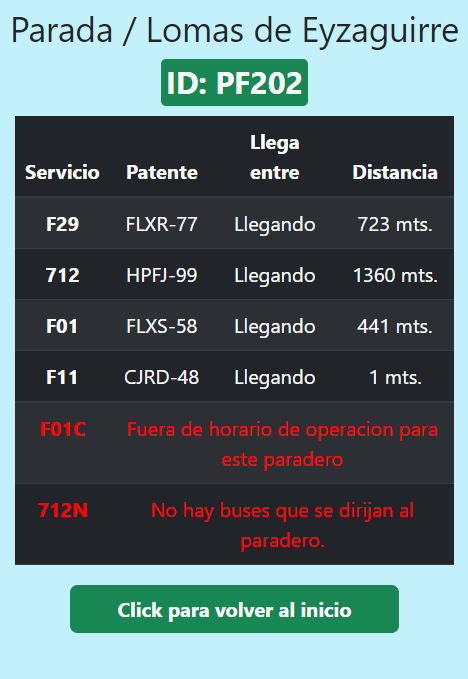 Parada / Lomas de Eyzaguirre
ID: PF202
Servicio Patente Llega entre Distancia
F29 FLXR-77 Llegando 723 mts.
712 HPFJ-99 Llegando 1360 mts.
F01 FLXS-58 Llegando 441 mts.
F11 CJRD-48 Llegando 1 mts.
F01C Fuera de horario de operacion para
este paradero
712N No hay buses que se dirijan al
paradero.
Click para volver al inicio